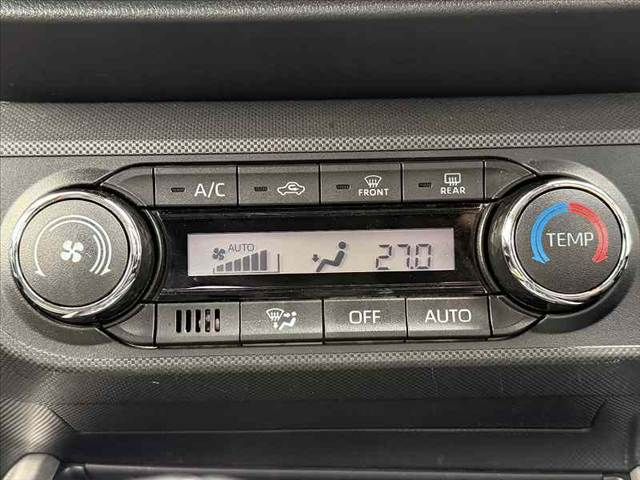 A/C
FRONT
REAR
AUTO
27.0
TEMP
OFF
AUTO